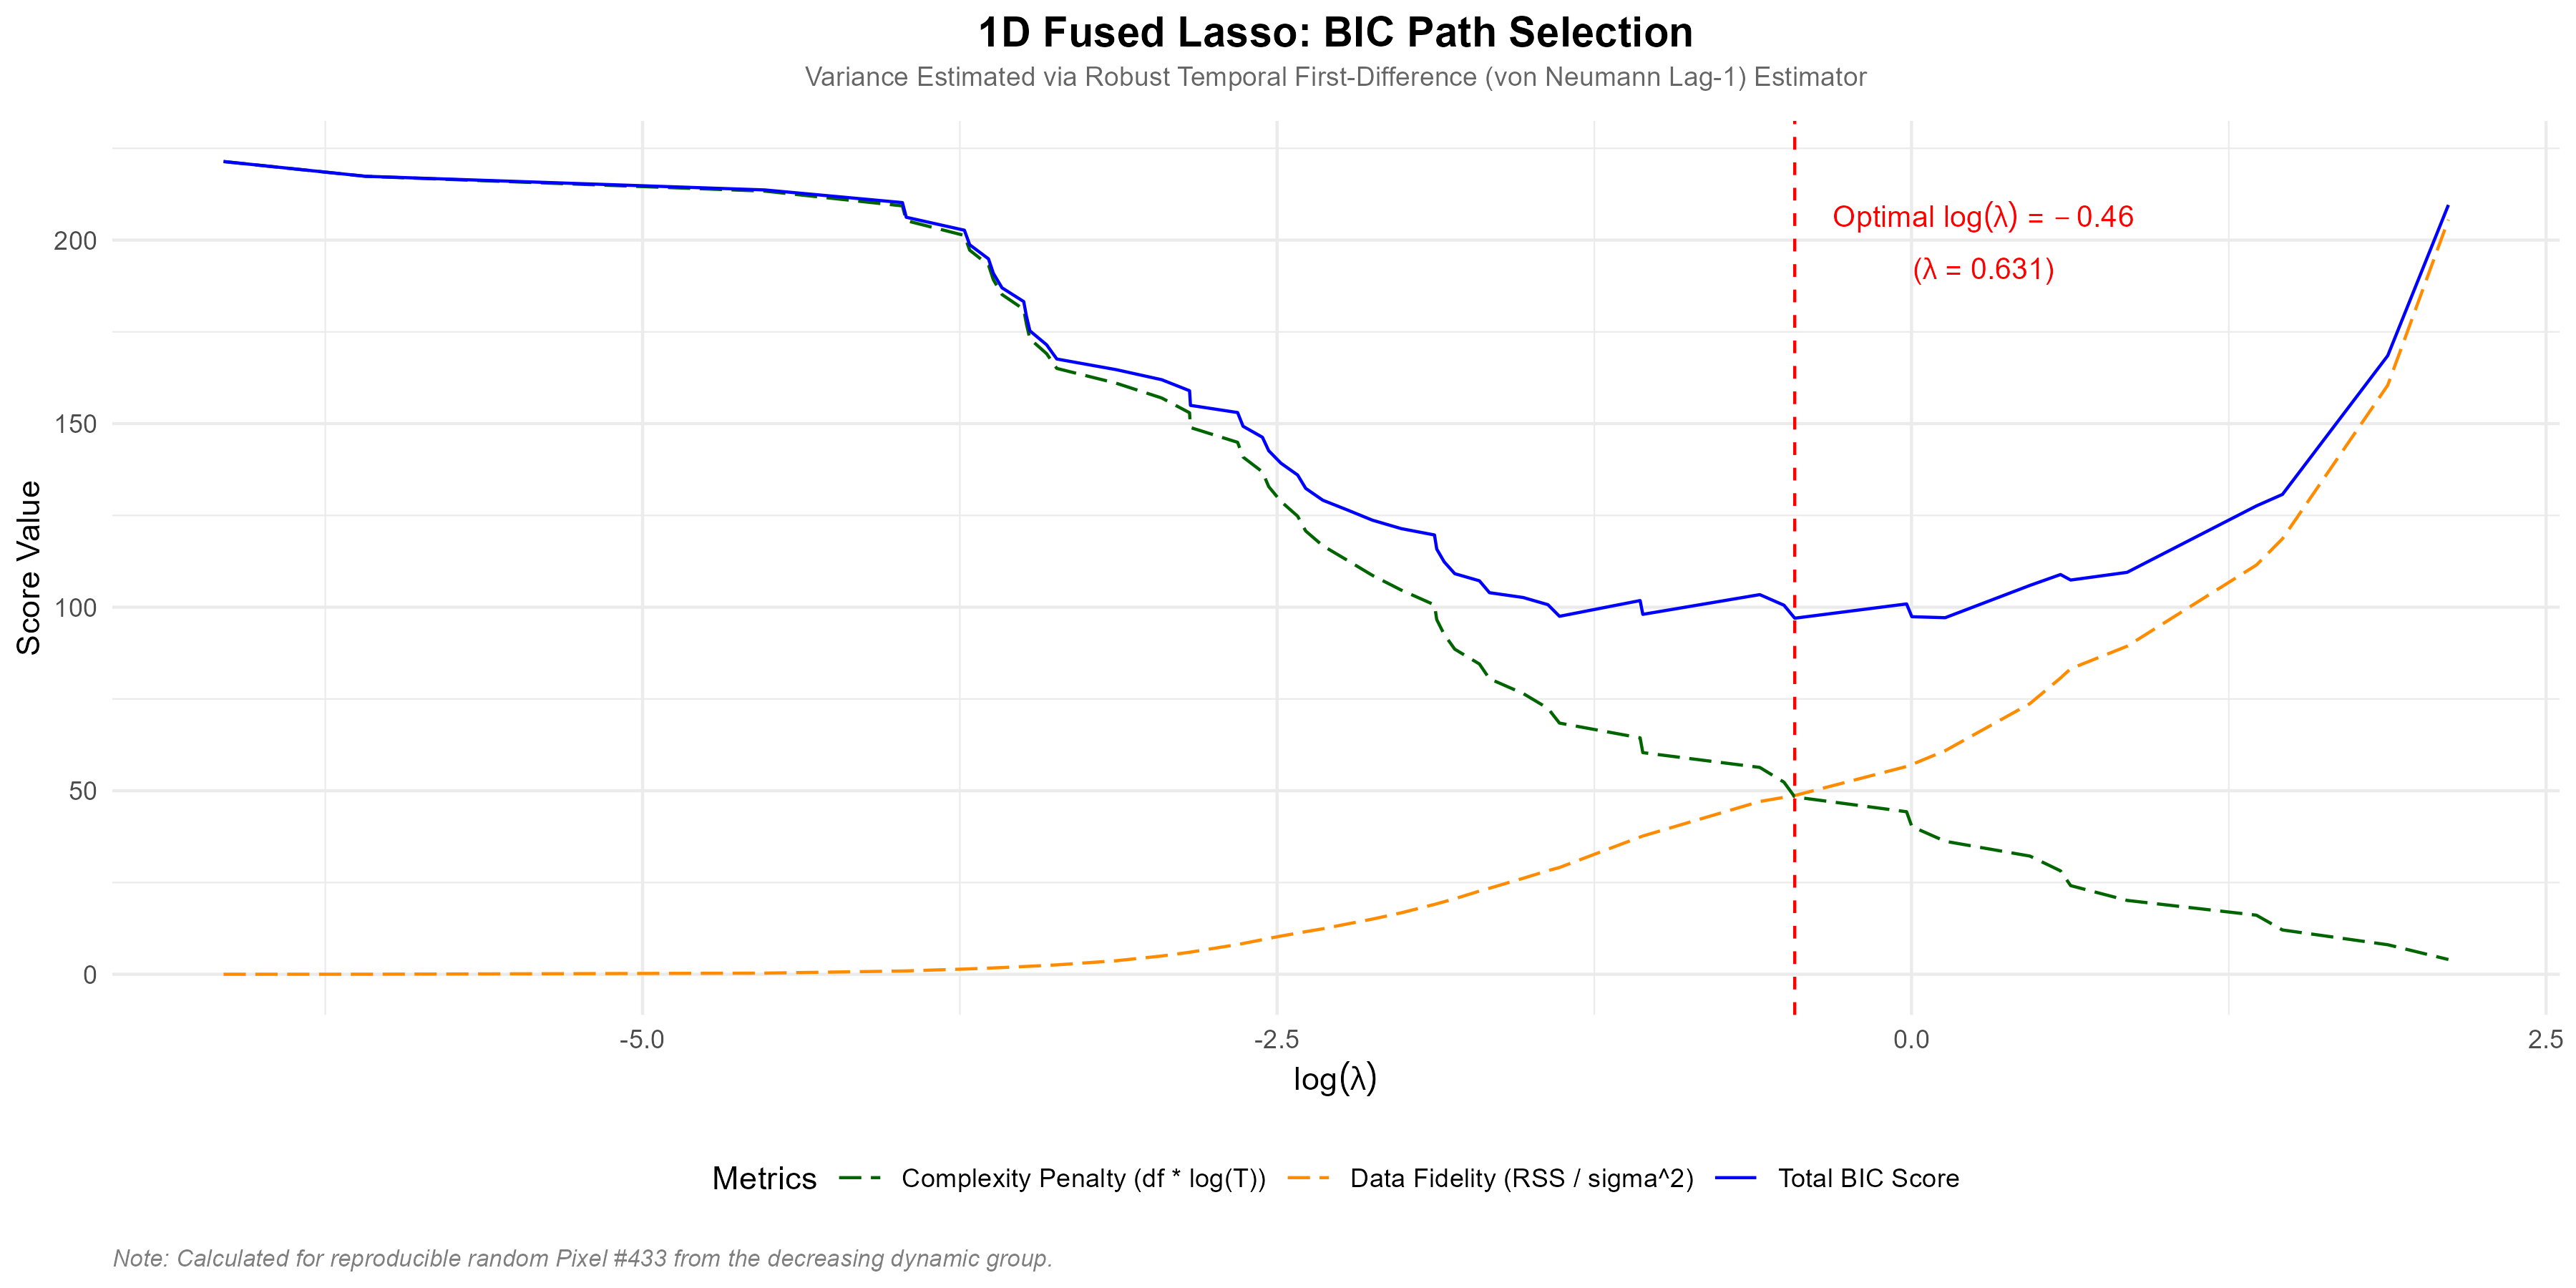 1D Fused Lasso: BIC Path Selection
Variance Estimated via Robust Temporal First-Difference (von Neumann Lag-1) Estimator
Score Value
200
150
100
50
0
Optimal log(λ) = − 0.46
(λ = 0.631)
-5.0
-2.5
0.0
2.5
log(λ)
Metrics
Complexity Penalty (df * log(T))
Data Fidelity (RSS / sigma^2)
Total BIC Score
Note: Calculated for reproducible random Pixel #433 from the decreasing dynamic group.